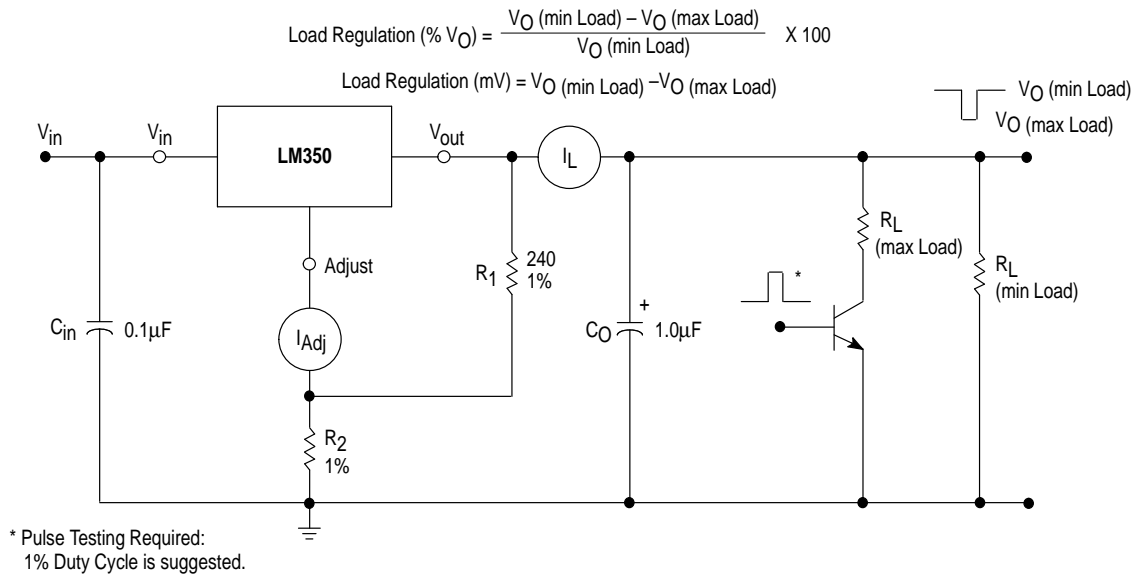 Load Regulation (% VO) = VO (min Load) – VO (max Load) / VO (min Load) X 100
Load Regulation (mV) = VO (min Load) –VO (max Load)
VO (min Load)
VO (max Load)
Vin
Vin
LM350
Vout
IL
RL
(max Load)
Adjust
R1
240
1%
RL
(min Load)
*
Cin
0.1µF
IAdj
+
CO
1.0µF
R2
1%
* Pulse Testing Required:
1% Duty Cycle is suggested.